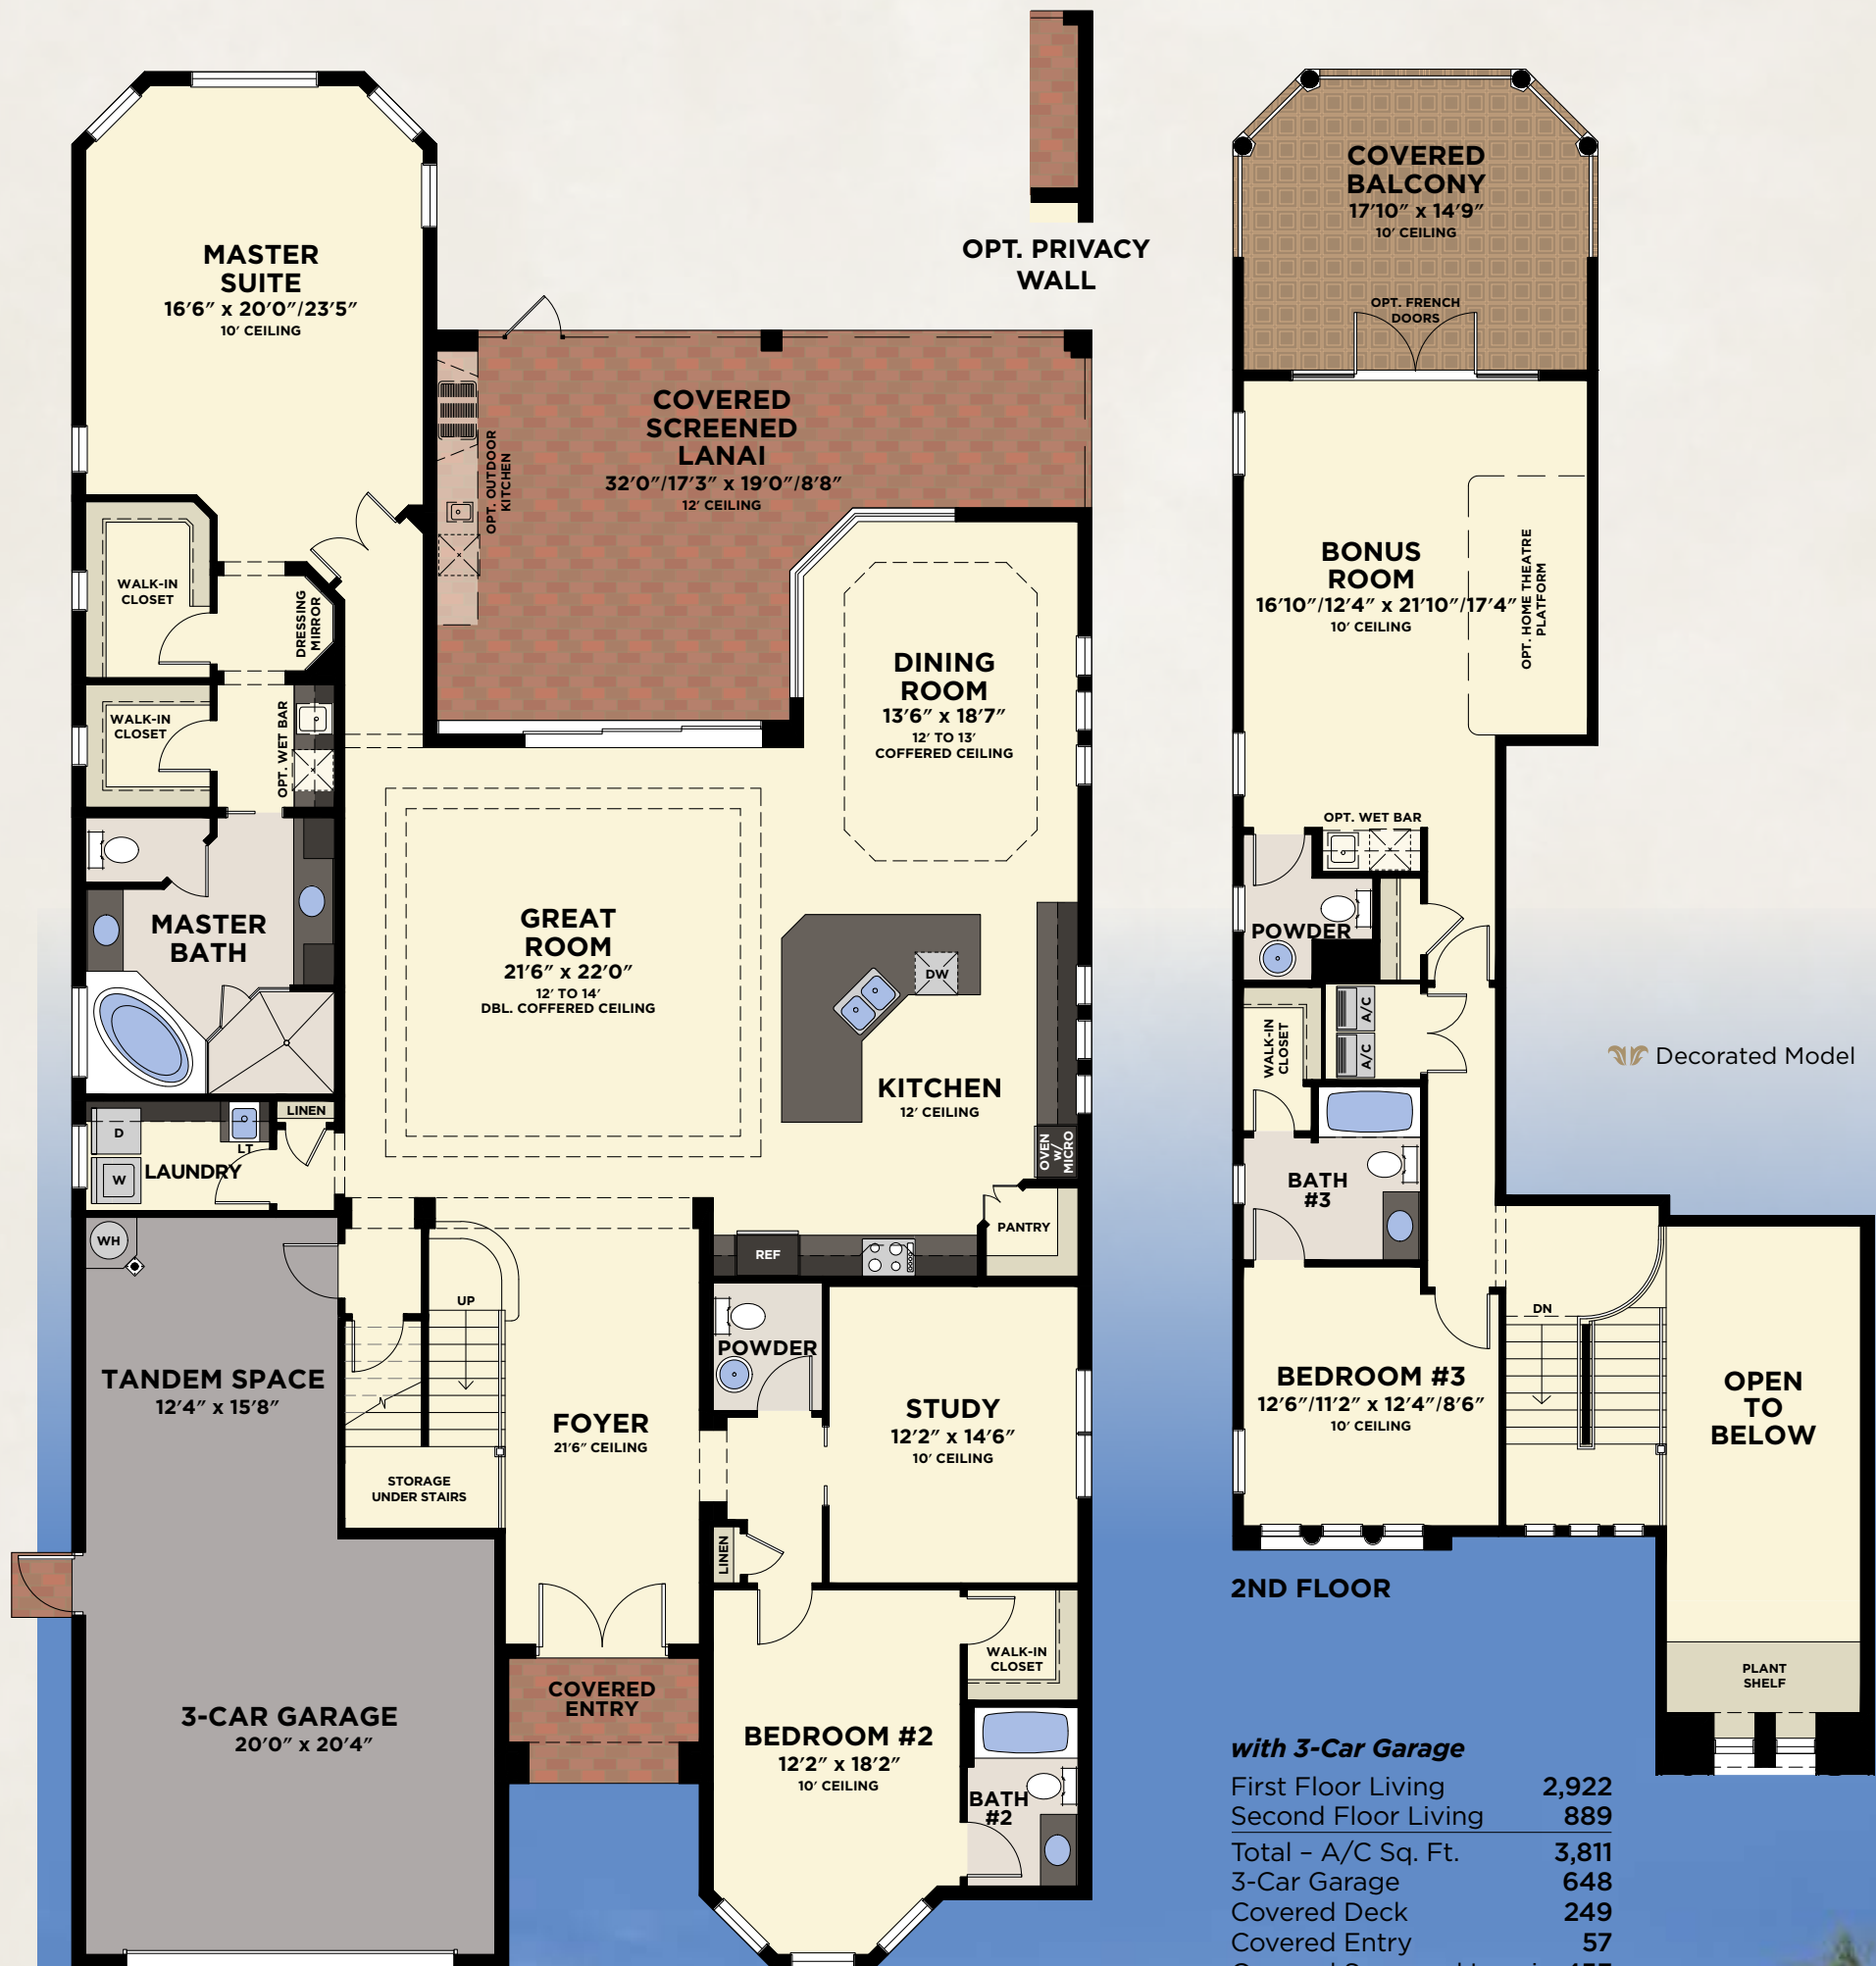 OPT. PRIVACY
WALL
MASTER
SUITE
16′6″ x 20′0″/23′5″
10′ CEILING
COVERED
SCREENED
LANAI
32′0″/17′3″ x 19′0″/8′8″
12′ CEILING
OPT. OUTDOOR
KITCHEN
WALK-IN
CLOSET
DRESSING
MIRROR
WALK-IN
CLOSET
OPT. WET BAR
DINING
ROOM
13′6″ x 18′7″
12′ TO 13′
COFFERED CEILING
MASTER
BATH
GREAT
ROOM
21′6″ x 22′0″
12′ TO 14′
DBL. COFFERED CEILING
DW
KITCHEN
12′ CEILING
OVEN
w/
MICRO
LINEN
D
LT
W
LAUNDRY
PANTRY
REF
WH
UP
POWDER
TANDEM SPACE
12′4″ x 15′8″
FOYER
21′6″ CEILING
STUDY
12′2″ x 14′6″
10′ CEILING
STORAGE
UNDER STAIRS
LINEN
WALK-IN
CLOSET
COVERED
ENTRY
3-CAR GARAGE
20′0″ x 20′4″
BEDROOM #2
12′2″ x 18′2″
10′ CEILING
BATH
#2
COVERED
BALCONY
17′10″ x 14′9″
10′ CEILING
OPT. FRENCH
DOORS
BONUS
ROOM
16′10″/12′4″ x 21′10″/17′4″
10′ CEILING
OPT. HOME THEATRE
PLATFORM
OPT. WET BAR
POWDER
A/C
A/C
WALK-IN
CLOSET
Decorated Model
BATH
#3
DN
BEDROOM #3
12′6″/11′2″ x 12′4″/8′6″
10′ CEILING
OPEN
TO
BELOW
2ND FLOOR
PLANT
SHELF
with 3-Car Garage
First Floor Living 2,922
Second Floor Living 889
Total – A/C Sq. Ft. 3,811
3-Car Garage 648
Covered Deck 249
Covered Entry 57